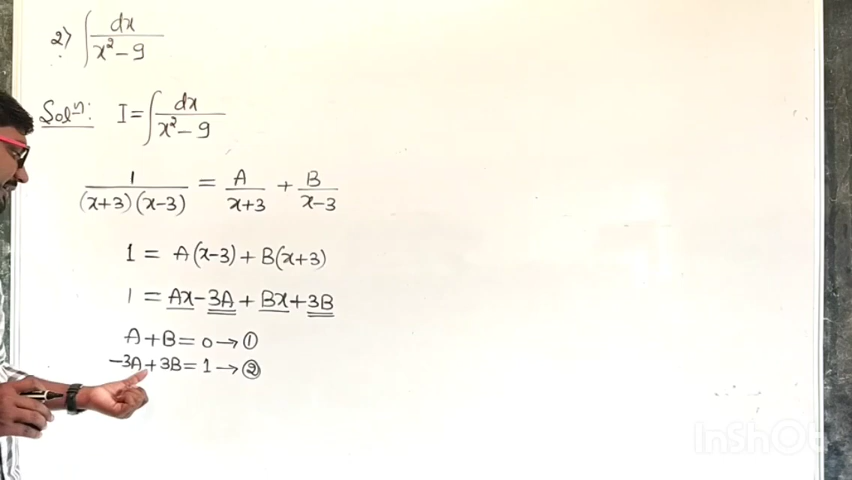 2) ∫ dx / x² – 9
Solⁿ: I = ∫ dx / x² – 9
1 / (x+3)(x–3) = A / x+3 + B / x–3
1 = A(x–3) + B(x+3)
1 = Ax – 3A + Bx + 3B
A + B = 0 → ①
–3A + 3B = 1 → ②
InShOt